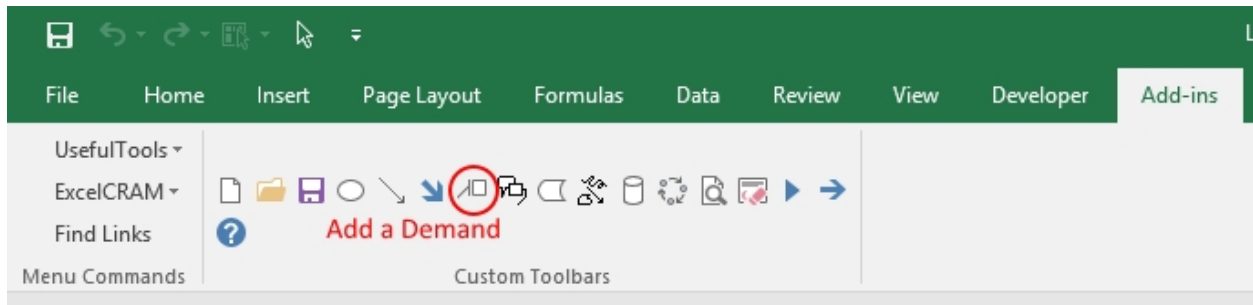 L
File Home Insert Page Layout Formulas Data Review View Developer Add-ins
UsefulTools
ExcelCRAM
Find Links
?
Add a Demand
Menu Commands Custom Toolbars